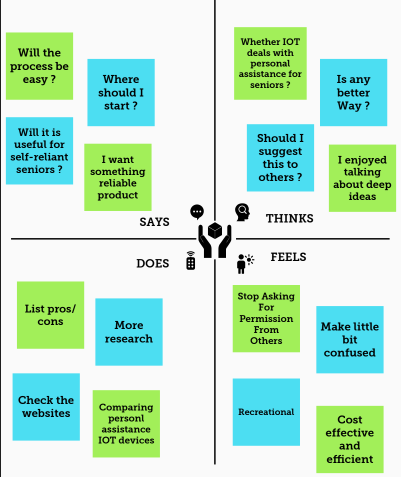 Will the
process be
easy ?
Where
should I
start ?
Will it is
useful for
self-reliant
seniors ?
I want
something
reliable
product
SAYS
Whether IOT
deals with
personal
assistance for
seniors ?
Is any
better
Way ?
Should I
suggest
this to
others ?
I enjoyed
talking
about deep
ideas
THINKS
DOES
List pros/
cons
More
research
Check the
websites
Comparing
personl
assistance
IOT devices
FEELS
Stop Asking
For
Permission
From
Others
Make little
bit
confused
Recreational
Cost
effective
and
efficient